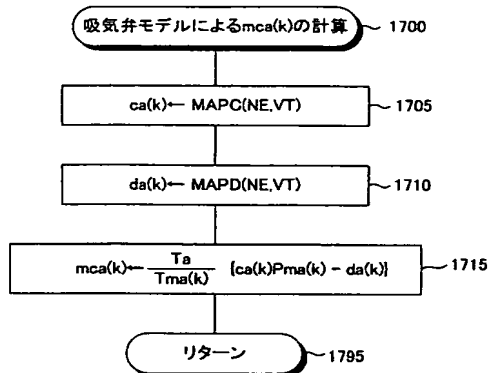 吸気弁モデルによるmca(k)の計算
1700
ca(k)← MAPC(NE,VT)
1705
da(k)← MAPD(NE,VT)
1710
mca(k)← Ta/Tma(k) {ca(k)Pma(k) - da(k)}
1715
リターン
1795